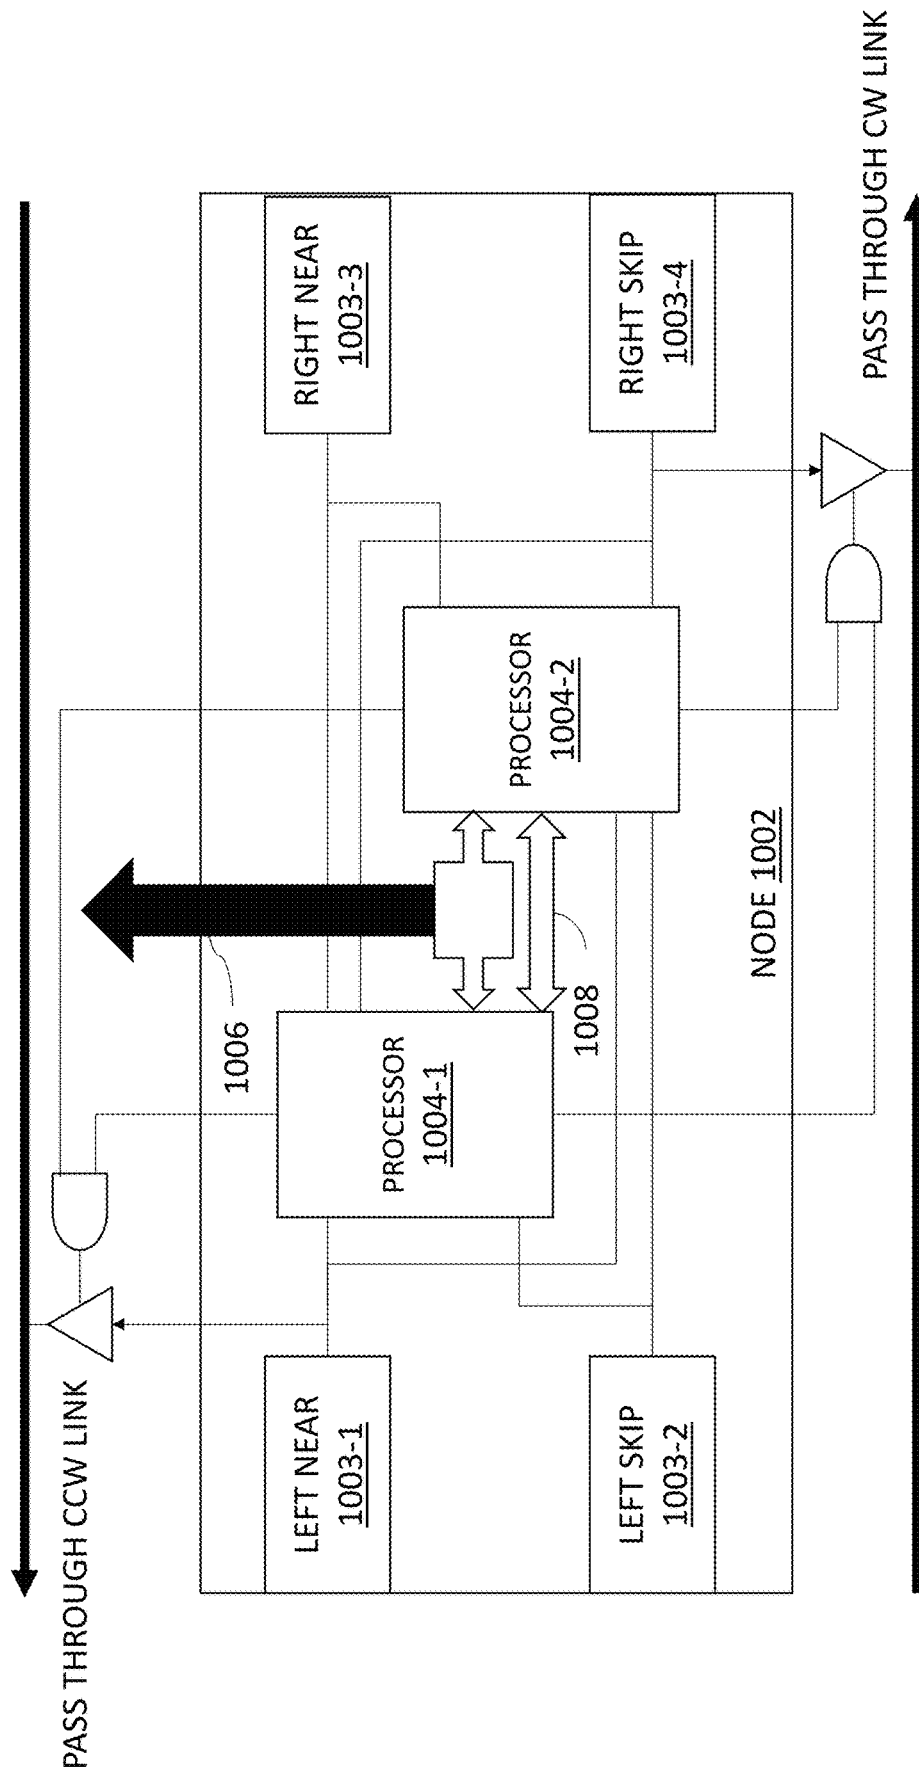 PASS THROUGH CCW LINK
LEFT NEAR
1003-1
LEFT SKIP
1003-2
PROCESSOR
1004-1
1006
1008
PROCESSOR
1004-2
NODE 1002
RIGHT NEAR
1003-3
RIGHT SKIP
1003-4
PASS THROUGH CW LINK